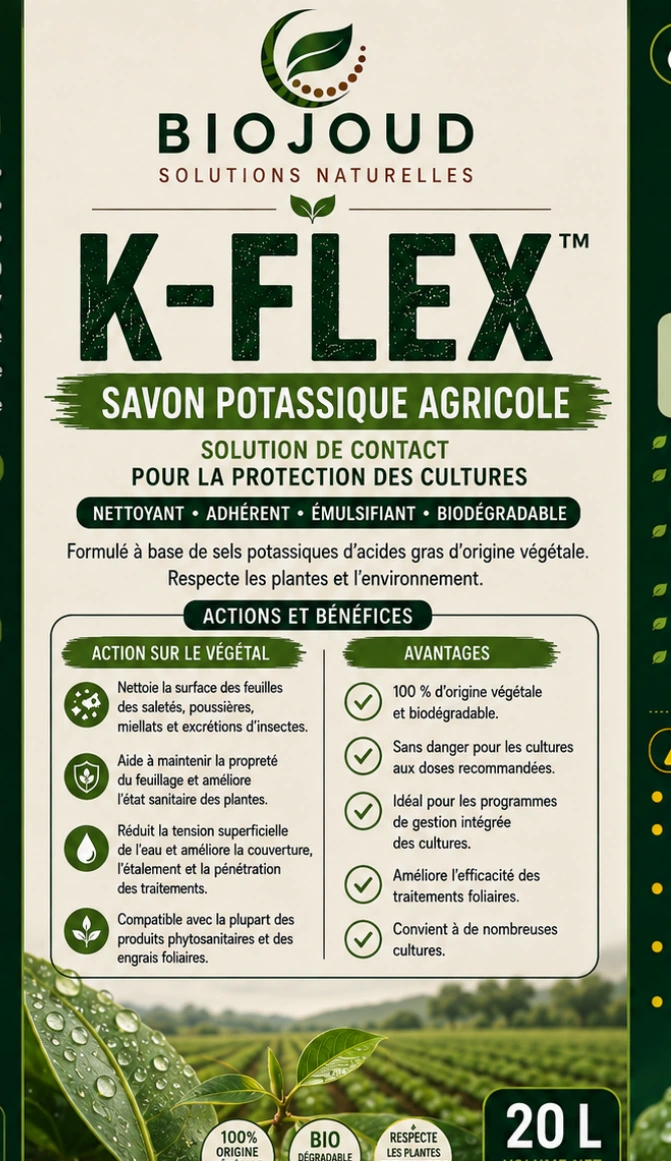 BIOJOUD
SOLUTIONS NATURELLES
K-FLEX™
SAVON POTASSIQUE AGRICOLE
SOLUTION DE CONTACT
POUR LA PROTECTION DES CULTURES
NETTOYANT • ADHÉRENT • ÉMULSIFIANT • BIODÉGRADABLE
Formulé à base de sels potassiques d'acides gras d'origine végétale.
Respecte les plantes et l'environnement.
ACTIONS ET BÉNÉFICES
ACTION SUR LE VÉGÉTAL
Nettoie la surface des feuilles
des saletés, poussières,
miellats et excrétions d'insectes.
Aide à maintenir la propreté
du feuillage et améliore
l'état sanitaire des plantes.
Réduit la tension superficielle
de l'eau et améliore la couverture,
l'étalement et la pénétration
des traitements.
Compatible avec la plupart des
produits phytosanitaires et des
engrais foliaires.
AVANTAGES
100 % d'origine végétale
et biodégradable.
Sans danger pour les cultures
aux doses recommandées.
Idéal pour les programmes
de gestion intégrée
des cultures.
Améliore l'efficacité des
traitements foliaires.
Convient à de nombreuses
cultures.
100%
ORIGINE
BIO
DÉGRADABLE
RESPECTE
LES PLANTES
20 L